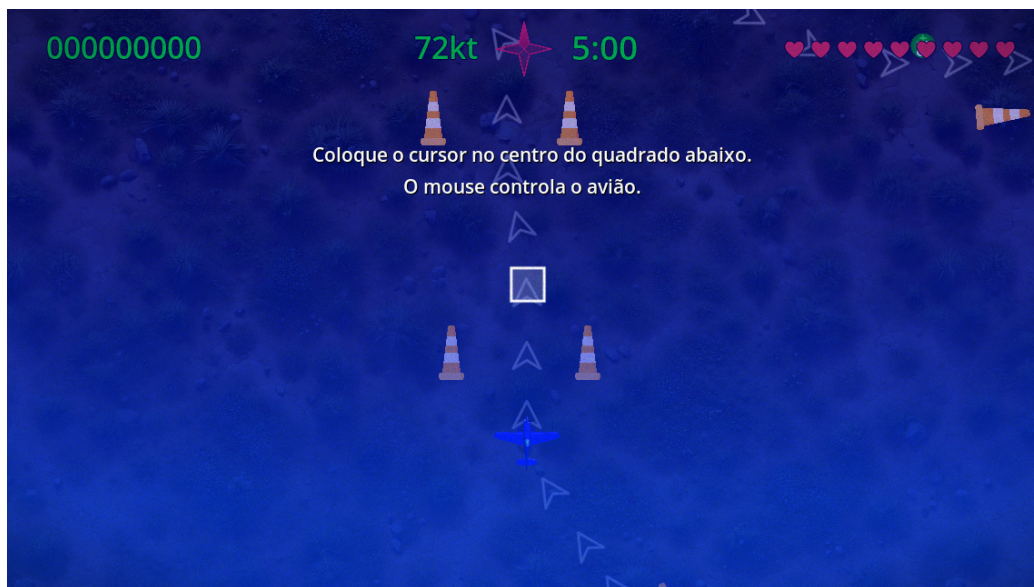 000000000 72kt 5:00
Coloque o cursor no centro do quadrado abaixo.
O mouse controla o avião.